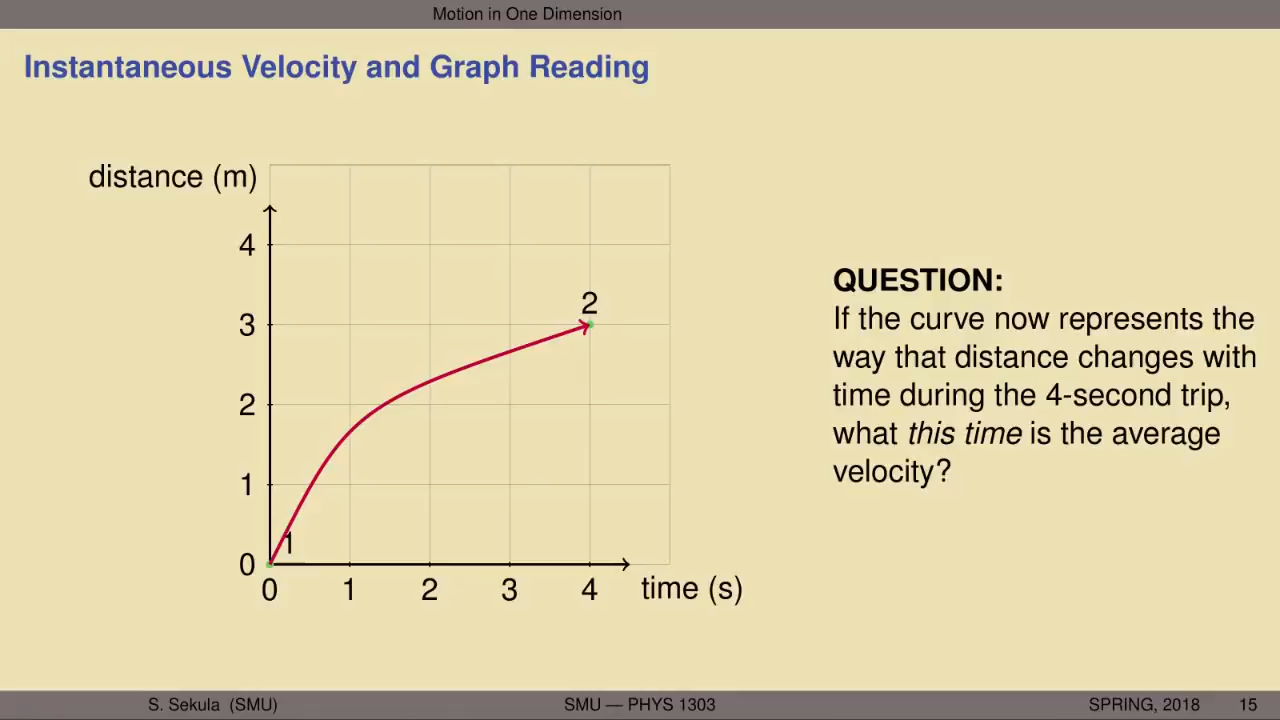 Motion in One Dimension
Instantaneous Velocity and Graph Reading
distance (m)
4
3
2
1
0
2
1
0 1 2 3 4
time (s)
QUESTION:
If the curve now represents the
way that distance changes with
time during the 4-second trip,
what this time is the average
velocity?
S. Sekula (SMU)
SMU — PHYS 1303
SPRING, 2018
15